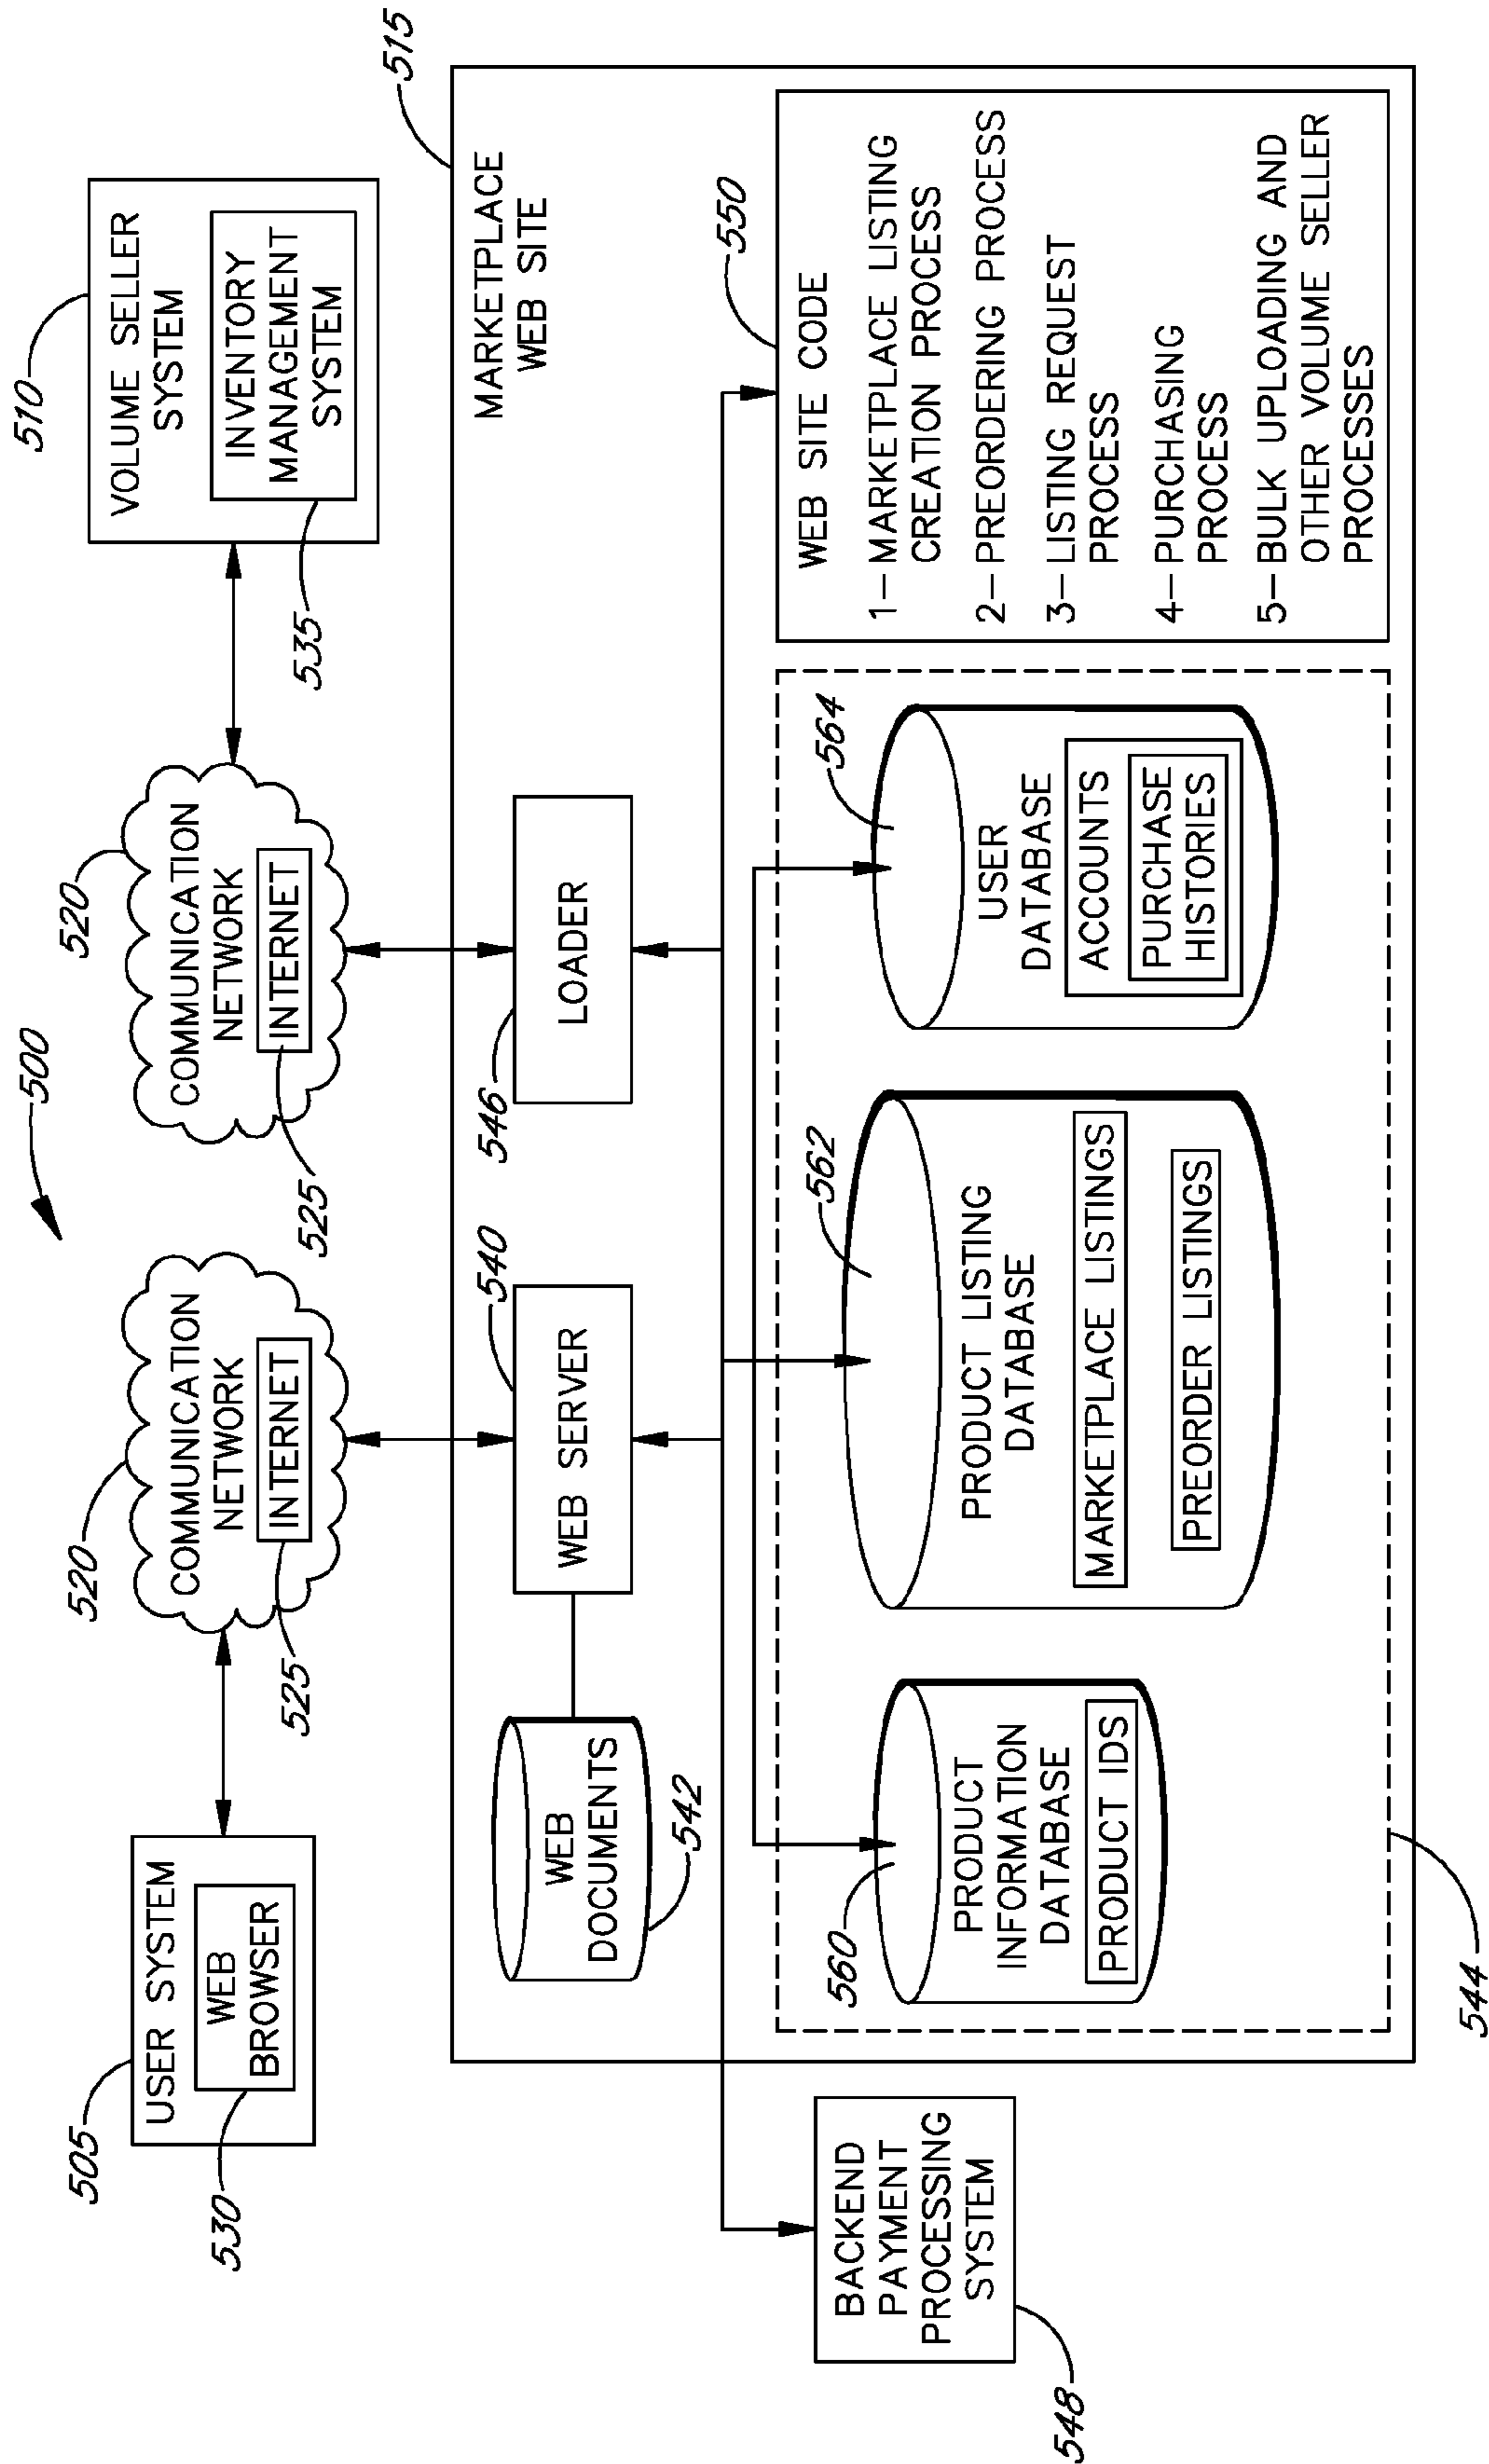 500
505
USER SYSTEM
WEB
BROWSER
530
520
COMMUNICATION
NETWORK
INTERNET
525
520
COMMUNICATION
NETWORK
INTERNET
525
510
VOLUME SELLER
SYSTEM
INVENTORY
MANAGEMENT
SYSTEM
535
515
MARKETPLACE
WEB SITE
WEB
DOCUMENTS
542
540
WEB SERVER
546
LOADER
550
WEB SITE CODE
1—MARKETPLACE LISTING
CREATION PROCESS
2—PREORDERING PROCESS
3—LISTING REQUEST
PROCESS
4—PURCHASING
PROCESS
5—BULK UPLOADING AND
OTHER VOLUME SELLER
PROCESSES
560
PRODUCT
INFORMATION
DATABASE
PRODUCT IDS
562
PRODUCT LISTING
DATABASE
MARKETPLACE LISTINGS
PREORDER LISTINGS
564
USER
DATABASE
ACCOUNTS
PURCHASE
HISTORIES
544
BACKEND
PAYMENT
PROCESSING
SYSTEM
548